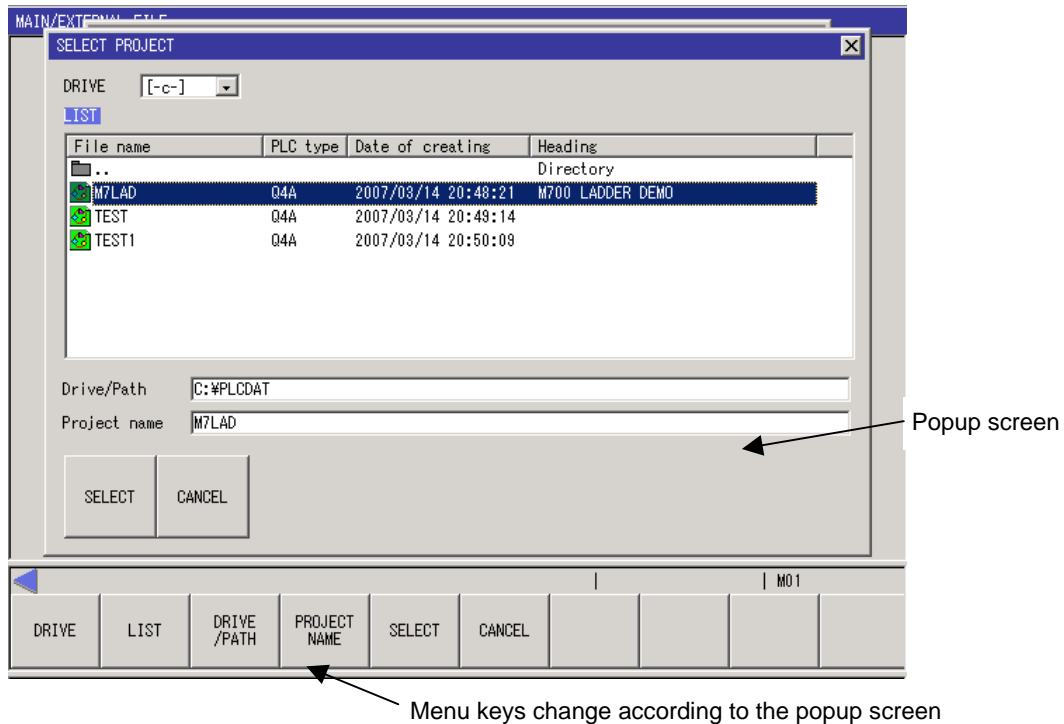 MAIN/EXTERNAL FILE
SELECT PROJECT
DRIVE [-c-]
LIST
File name PLC type Date of creating Heading
.. Directory
M7LAD Q4A 2007/03/14 20:48:21 M700 LADDER DEMO
TEST Q4A 2007/03/14 20:49:14
TEST1 Q4A 2007/03/14 20:50:09
Drive/Path C:¥PLCDAT
Project name M7LAD
Popup screen
SELECT CANCEL
M01
DRIVE LIST DRIVE /PATH PROJECT NAME SELECT CANCEL
Menu keys change according to the popup screen